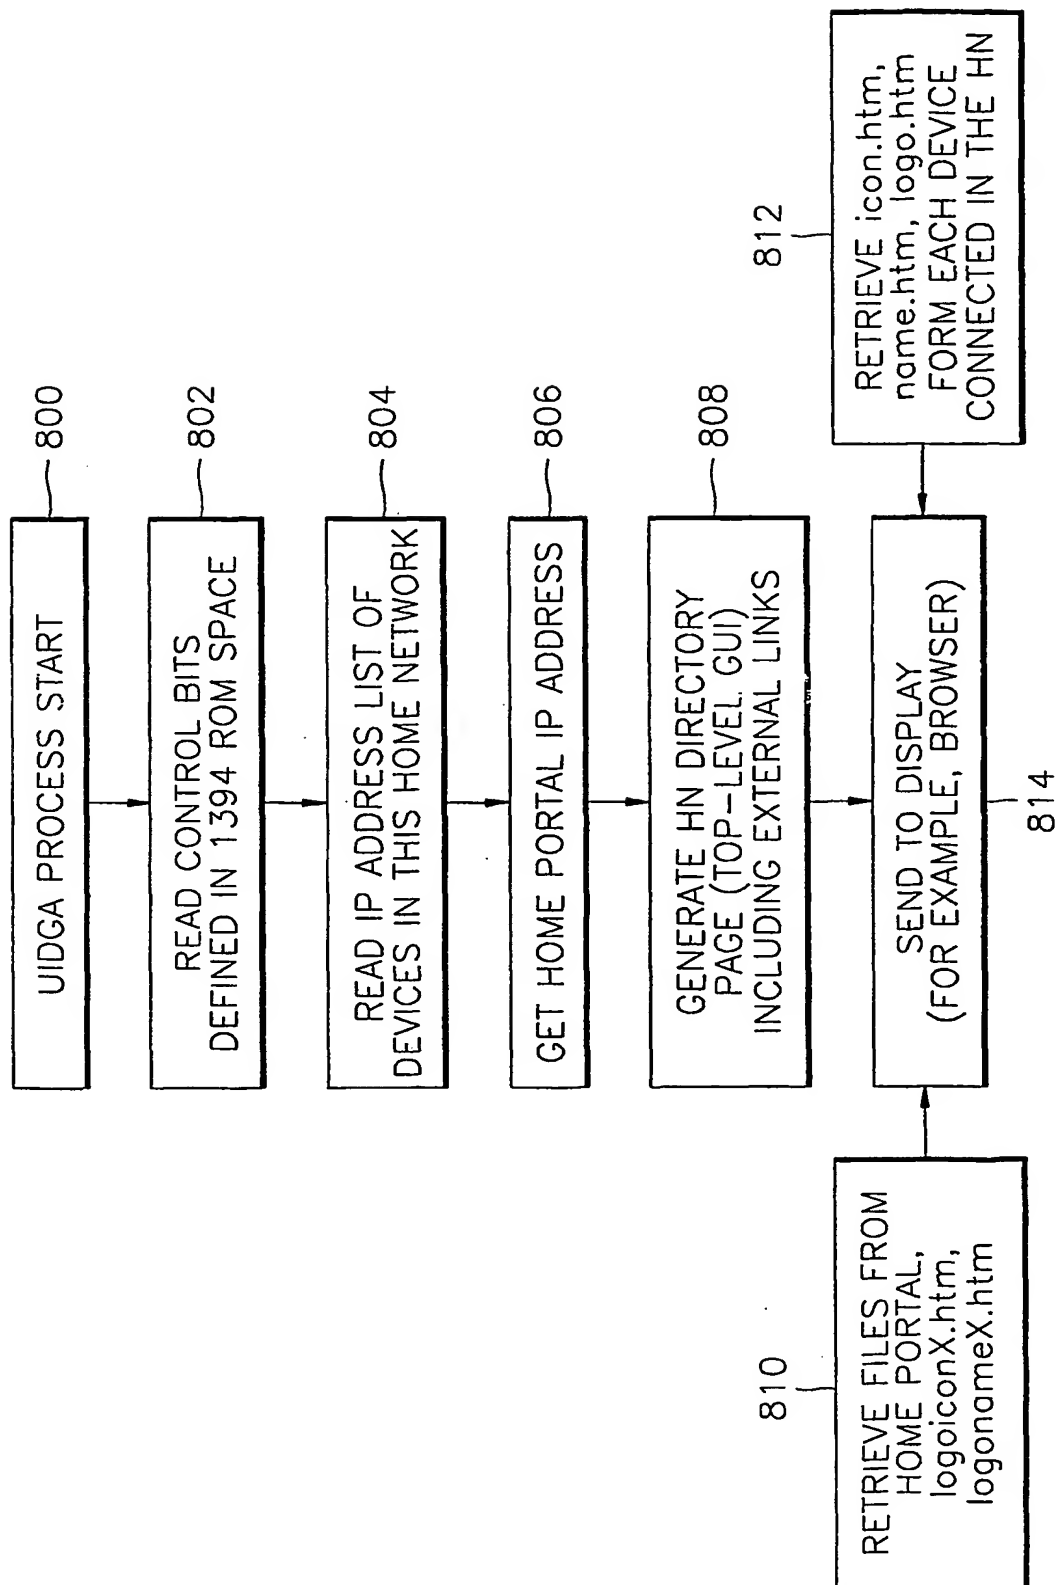 UIDGA PROCESS START
800
READ CONTROL BITS
DEFINED IN 1394 ROM SPACE
802
READ IP ADDRESS LIST OF
DEVICES IN THIS HOME NETWORK
804
GET HOME PORTAL IP ADDRESS
806
GENERATE HN DIRECTORY
PAGE (TOP-LEVEL GUI)
INCLUDING EXTERNAL LINKS
808
810
RETRIEVE FILES FROM
HOME PORTAL,
logoiconX.htm,
logonameX.htm
SEND TO DISPLAY
(FOR EXAMPLE, BROWSER)
814
812
RETRIEVE icon.htm,
name.htm, logo.htm
FORM EACH DEVICE
CONNECTED IN THE HN